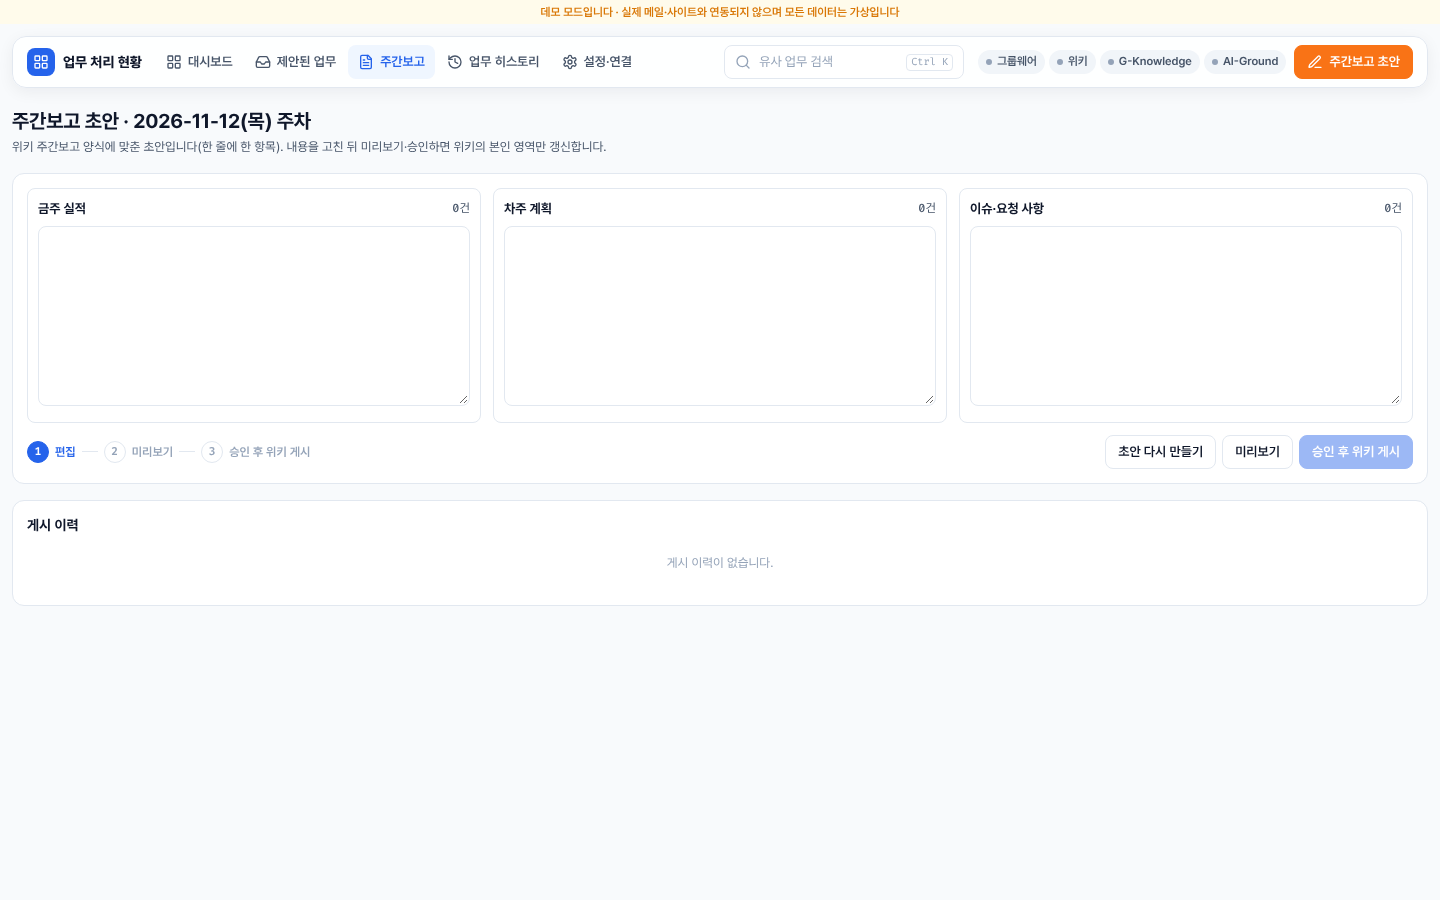 데모 모드입니다 · 실제 메일·사이트와 연동되지 않으며 모든 데이터는 가상입니다
업무 처리 현황 대시보드 제안된 업무 주간보고 업무 히스토리 설정·연결 유사 업무 검색 Ctrl K 그룹웨어 위키 G-Knowledge AI-Ground 주간보고 초안
주간보고 초안 · 2026-11-12(목) 주차
위키 주간보고 양식에 맞춘 초안입니다(한 줄에 한 항목). 내용을 고친 뒤 미리보기·승인하면 위키의 본인 영역만 갱신합니다.
금주 실적 0건 차주 계획 0건 이슈·요청 사항 0건
1 편집 2 미리보기 3 승인 후 위키 게시 초안 다시 만들기 미리보기 승인 후 위키 게시
게시 이력
게시 이력이 없습니다.